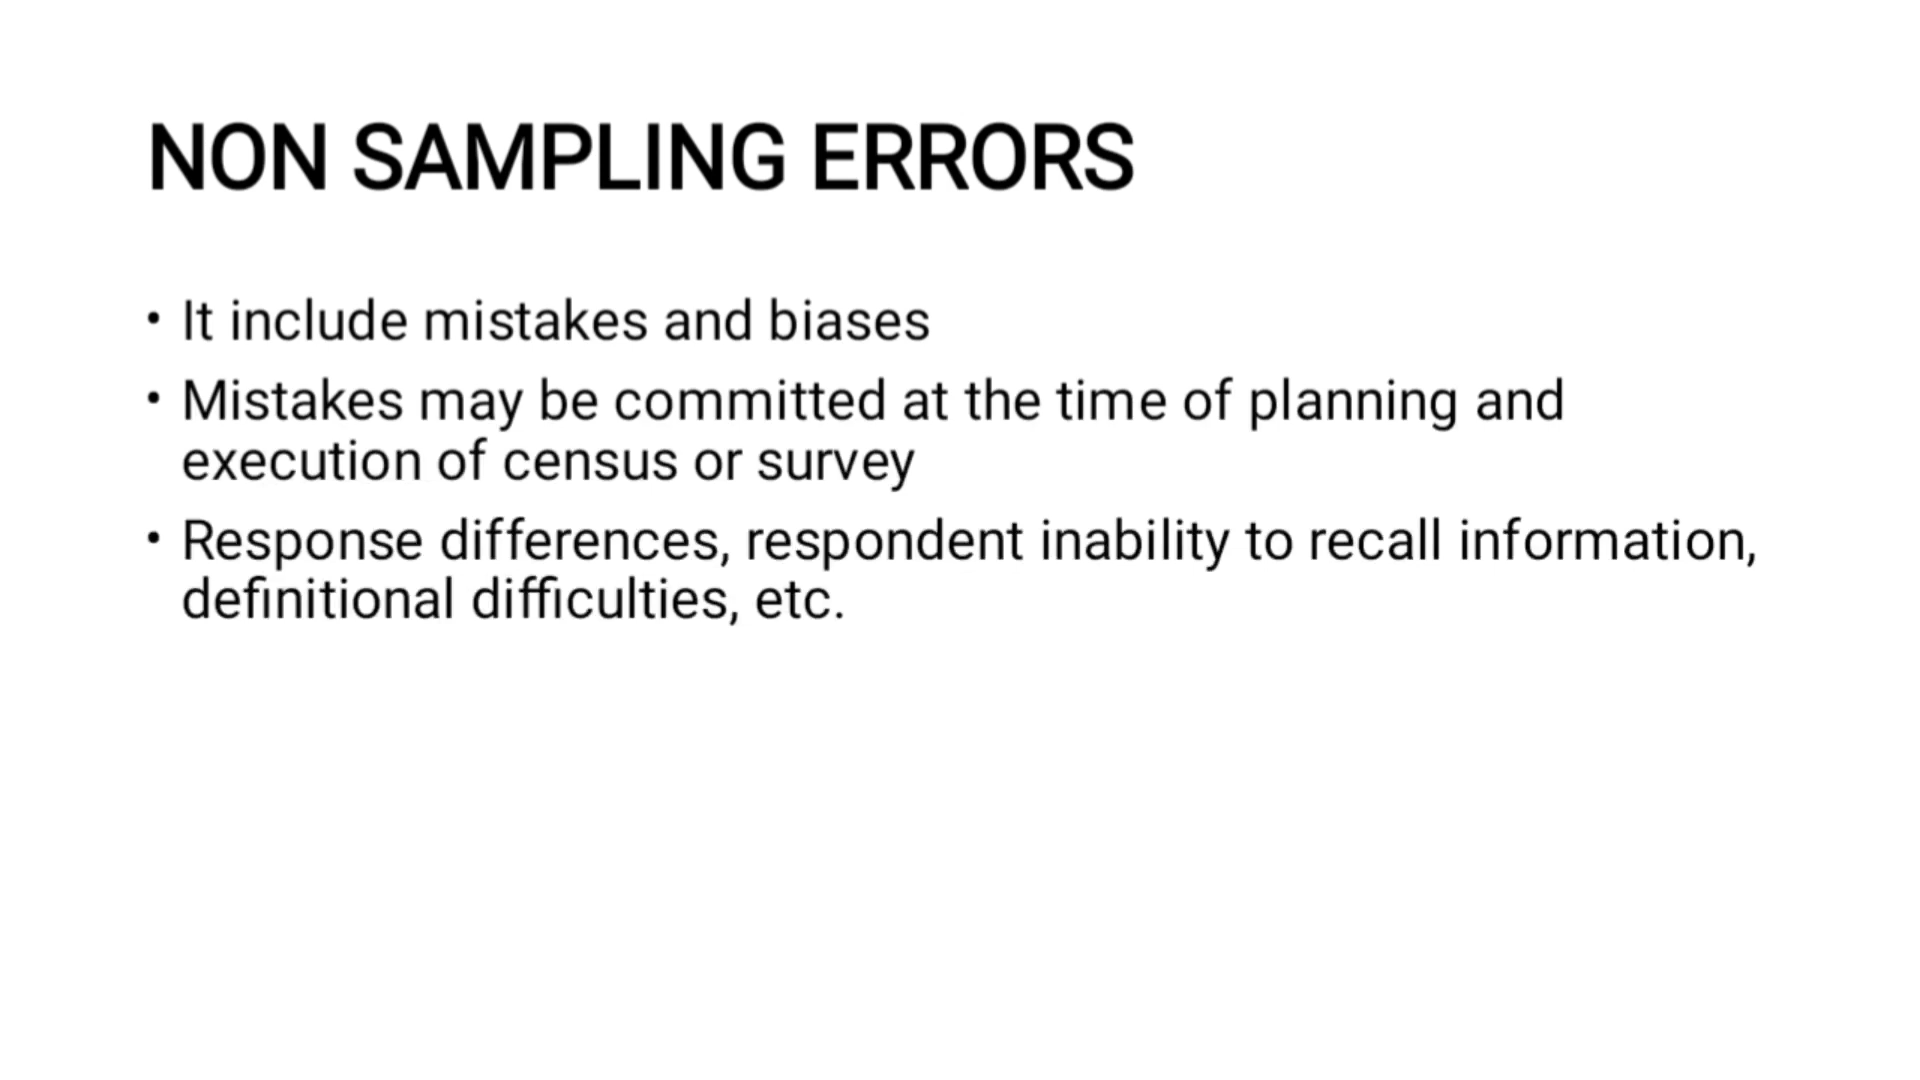 NON SAMPLING ERRORS
• It include mistakes and biases
• Mistakes may be committed at the time of planning and
execution of census or survey
• Response differences, respondent inability to recall information,
definitional difficulties, etc.